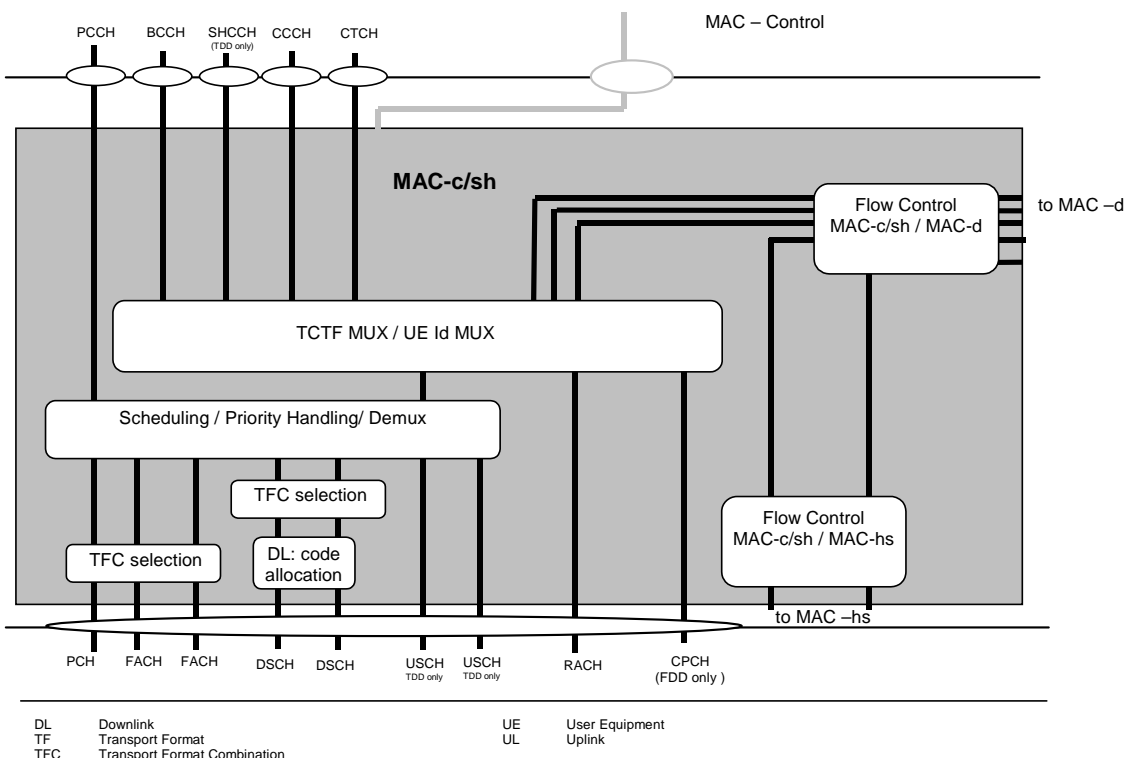 MAC – Control
PCCH BCCH SHCCH CCCH CTCH
(TDD only)
MAC-c/sh
Flow Control
MAC-c/sh / MAC-d
to MAC –d
TCTF MUX / UE Id MUX
Scheduling / Priority Handling/ Demux
TFC selection
Flow Control
MAC-c/sh / MAC-hs
TFC selection
DL: code
allocation
to MAC –hs
PCH FACH FACH DSCH DSCH USCH USCH RACH CPCH
TDD only TDD only (FDD only )
DL Downlink UE User Equipment
TF Transport Format UL Uplink
TFC Transport Format Combination